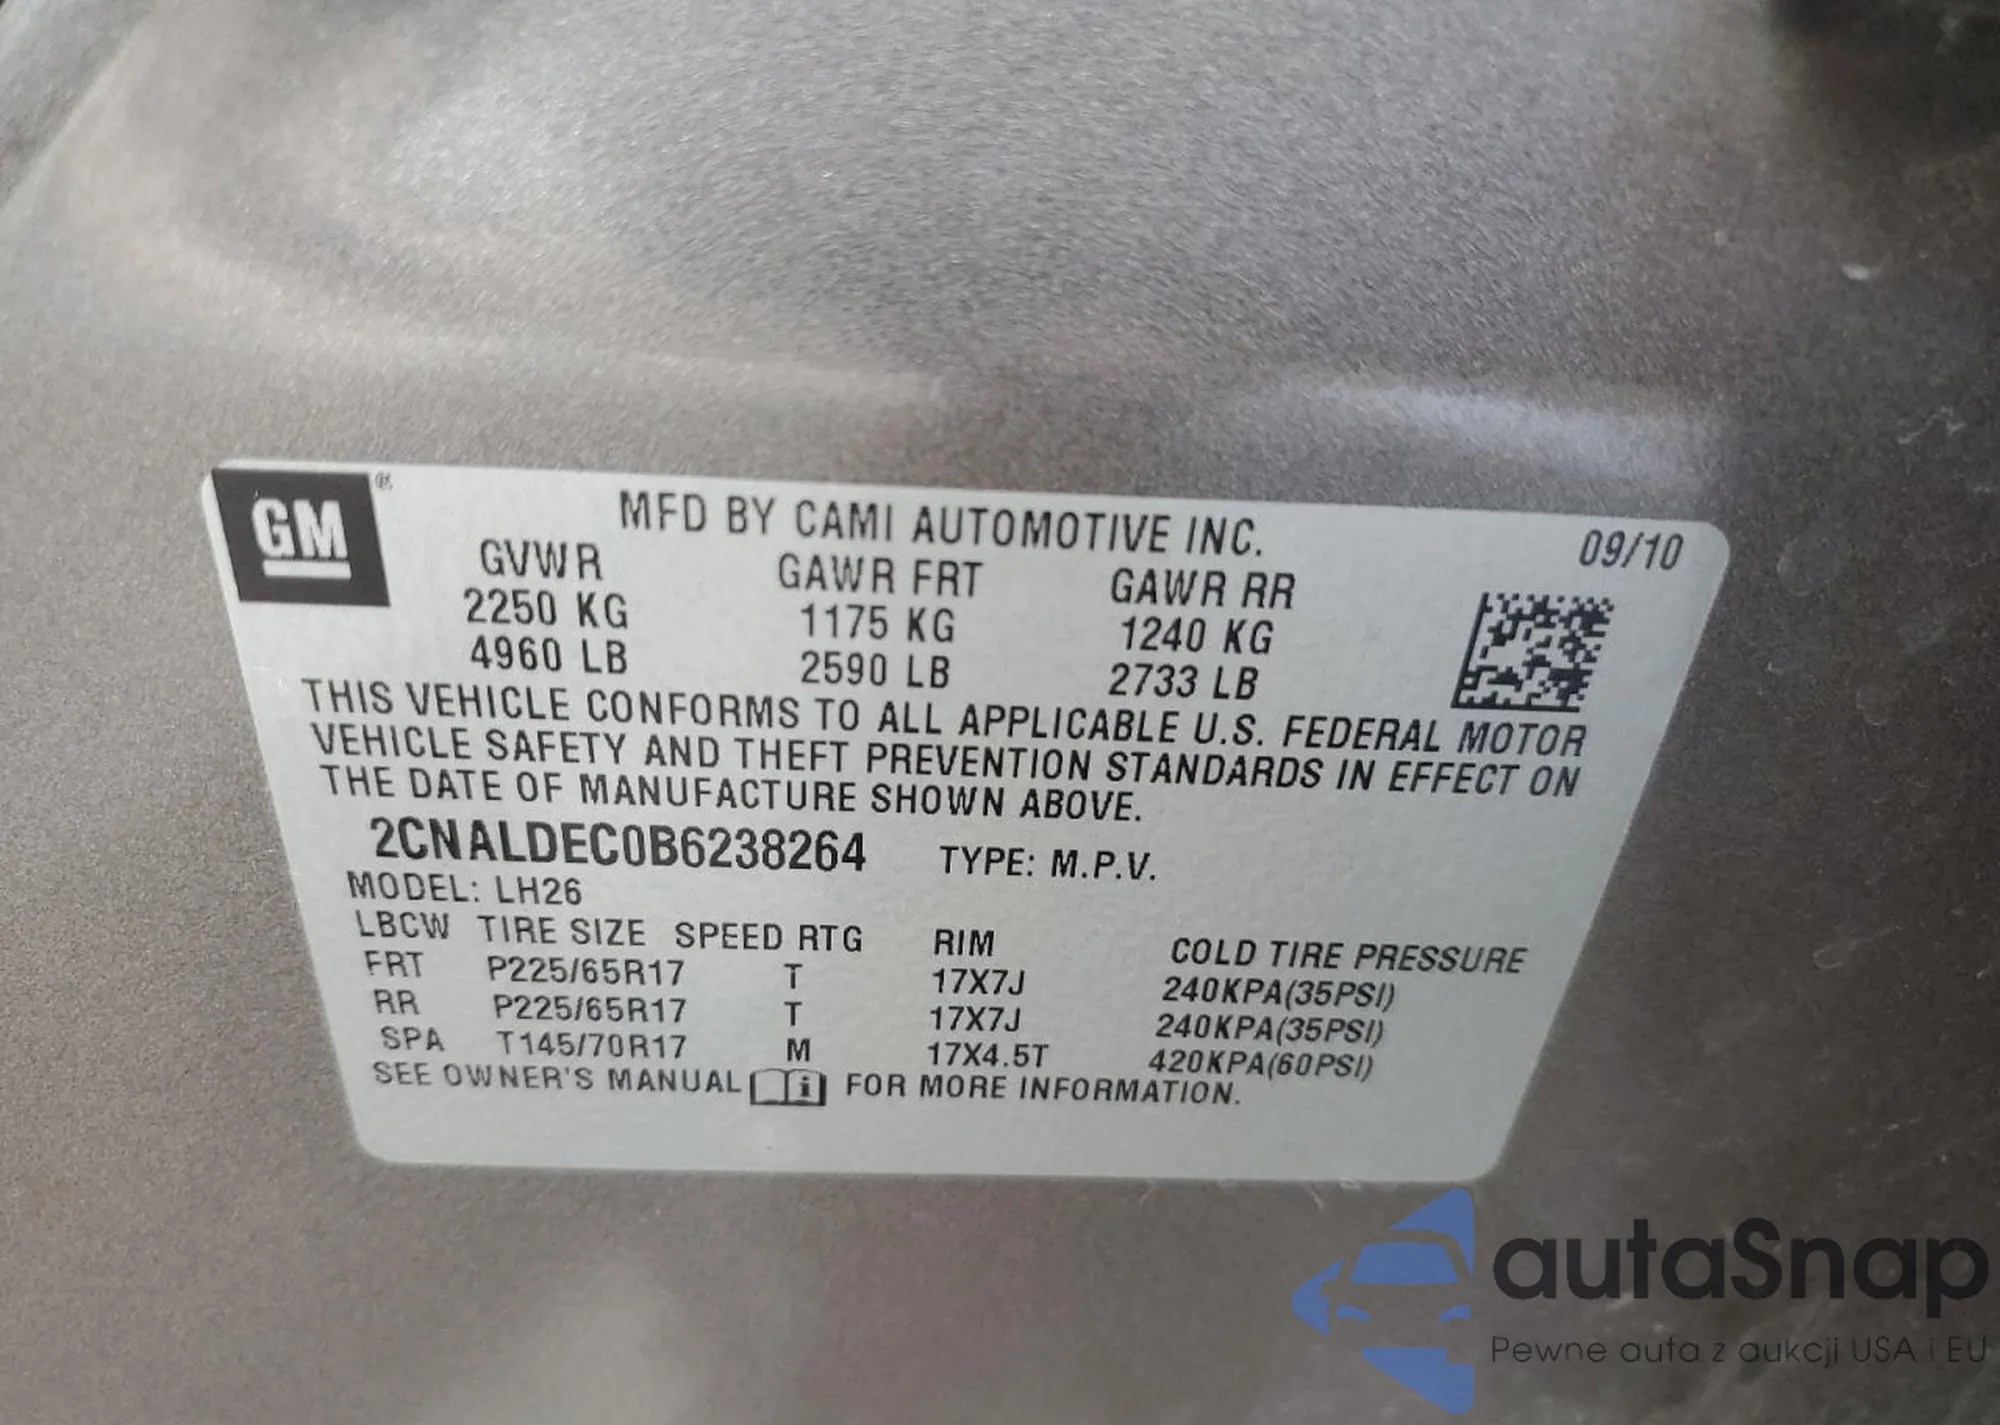 GM®
MFD BY CAMI AUTOMOTIVE INC. 09/10
GVWR GAWR FRT GAWR RR
2250 KG 1175 KG 1240 KG
4960 LB 2590 LB 2733 LB
THIS VEHICLE CONFORMS TO ALL APPLICABLE U.S. FEDERAL MOTOR
VEHICLE SAFETY AND THEFT PREVENTION STANDARDS IN EFFECT ON
THE DATE OF MANUFACTURE SHOWN ABOVE.
2CNALDEC0B6238264 TYPE: M.P.V.
MODEL: LH26
LBCW TIRE SIZE SPEED RTG RIM COLD TIRE PRESSURE
FRT P225/65R17 T 17X7J 240KPA(35PSI)
RR P225/65R17 T 17X7J 240KPA(35PSI)
SPA T145/70R17 M 17X4.5T 420KPA(60PSI)
SEE OWNER'S MANUAL i FOR MORE INFORMATION.
autaSnap
Pewne auta z aukcji USA i EU